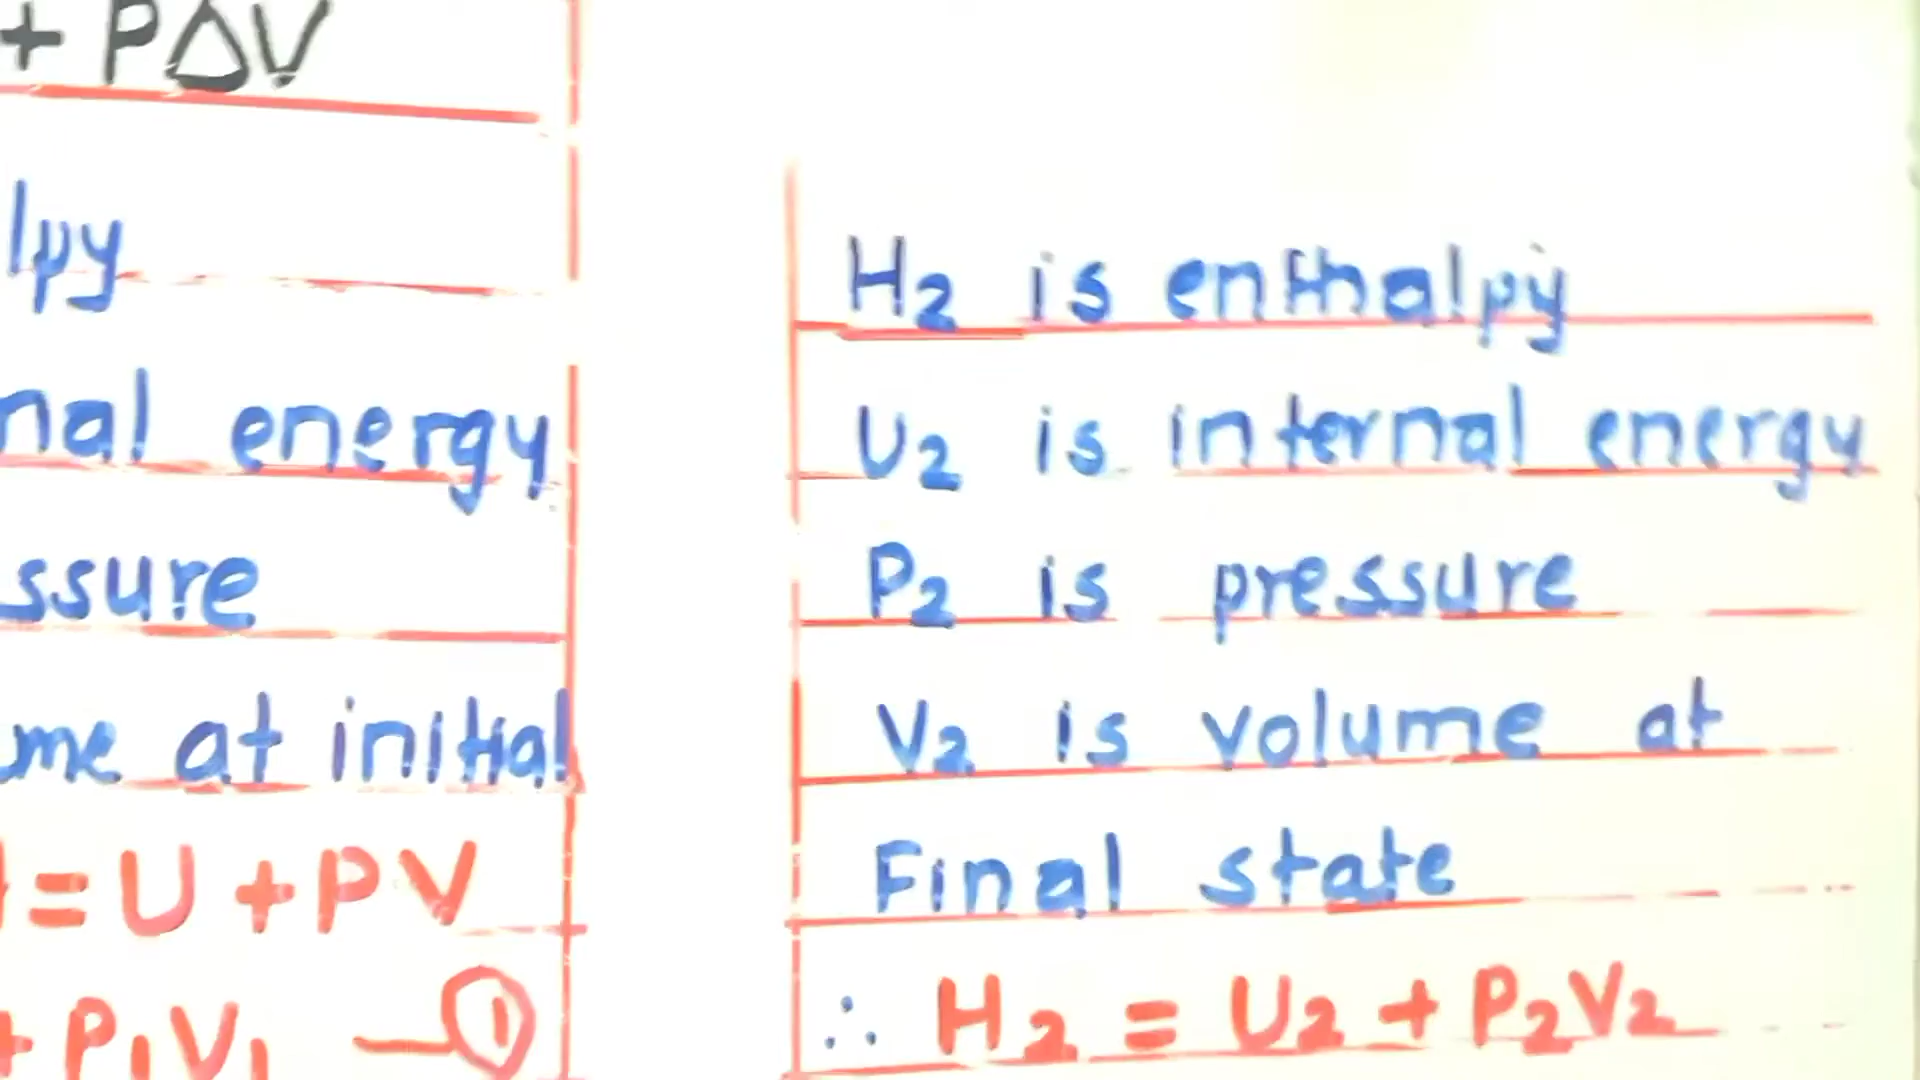 + PΔV
lpy
nal energy
ssure
me at initial
= U + PV
+ P₁V₁ —①
H₂ is enthalpy
U₂ is internal energy
P₂ is pressure
V₂ is volume at
Final state
∴ H₂ = U₂ + P₂V₂